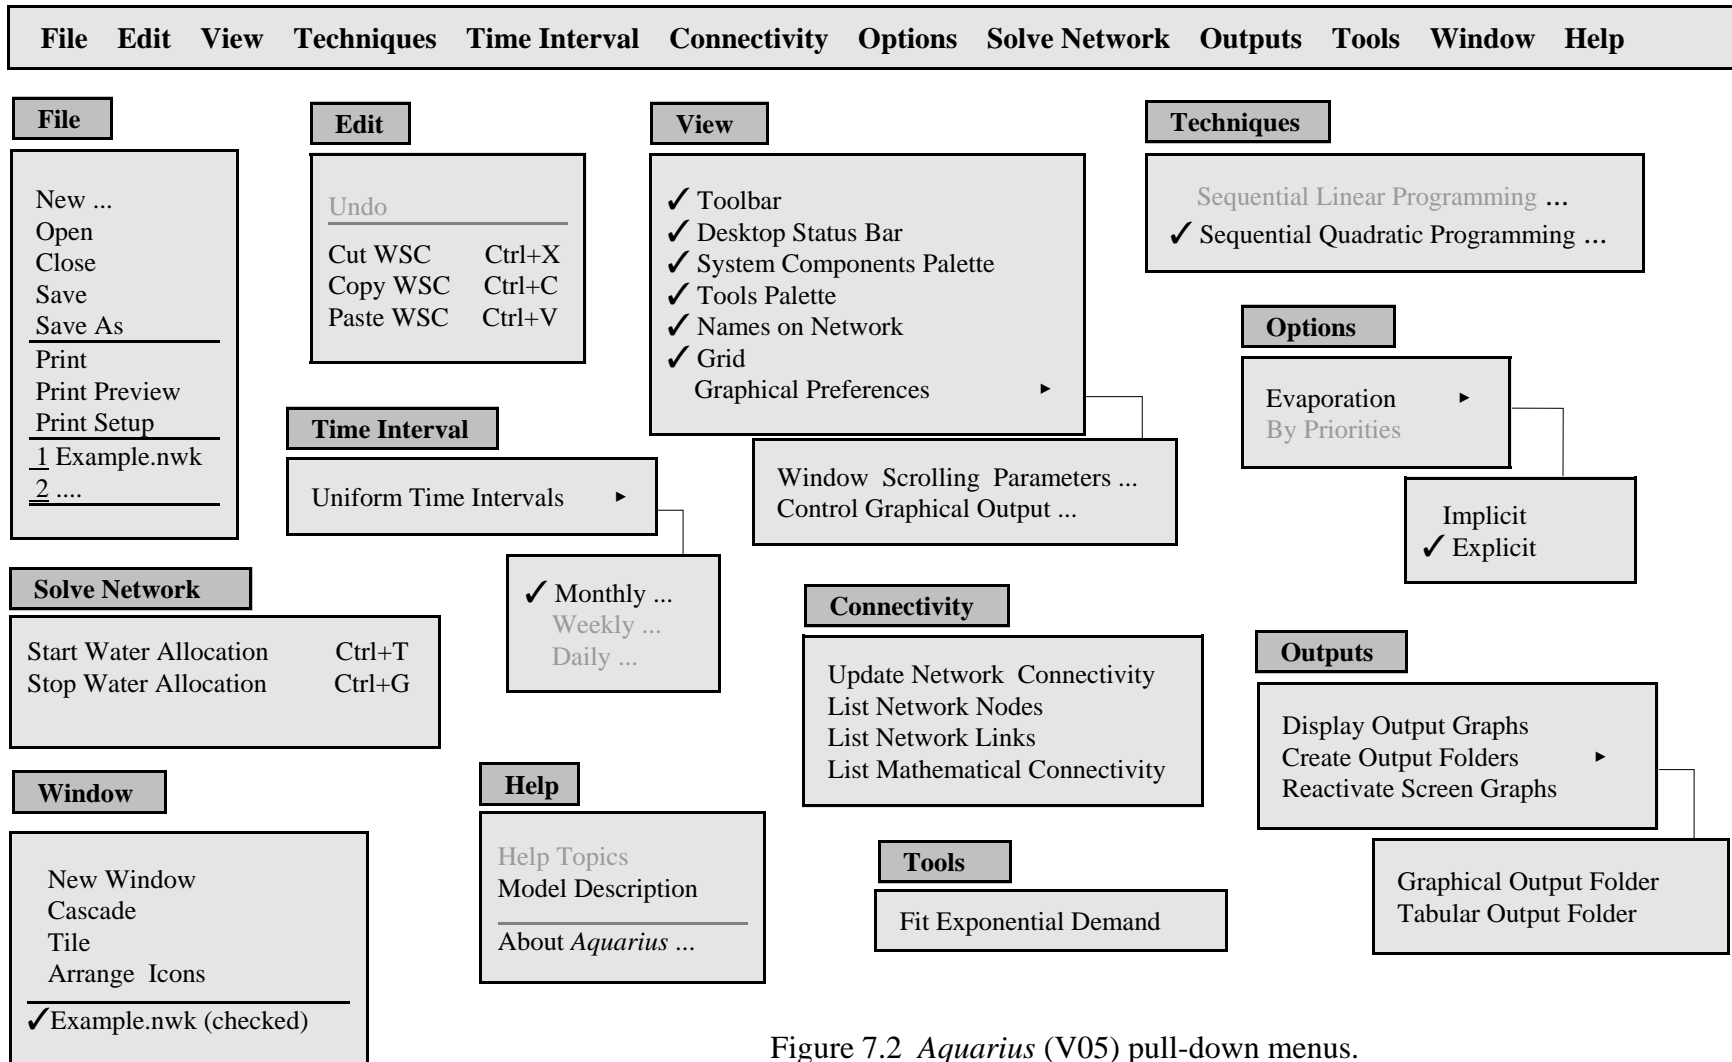 File Edit View Techniques Time Interval Connectivity Options Solve Network Outputs Tools Window Help
File
New ...
Open
Close
Save
Save As
Print
Print Preview
Print Setup
1 Example.nwk
2 ....
Edit
Undo
Cut WSC Ctrl+X
Copy WSC Ctrl+C
Paste WSC Ctrl+V
View
✓ Toolbar
✓ Desktop Status Bar
✓ System Components Palette
✓ Tools Palette
✓ Names on Network
✓ Grid
Graphical Preferences ▸
Window Scrolling Parameters ...
Control Graphical Output ...
Techniques
Sequential Linear Programming ...
✓ Sequential Quadratic Programming ...
Options
Evaporation ▸
By Priorities
Implicit
✓ Explicit
Time Interval
Uniform Time Intervals ▸
✓ Monthly ...
Weekly ...
Daily ...
Solve Network
Start Water Allocation Ctrl+T
Stop Water Allocation Ctrl+G
Connectivity
Update Network Connectivity
List Network Nodes
List Network Links
List Mathematical Connectivity
Outputs
Display Output Graphs
Create Output Folders ▸
Reactivate Screen Graphs
Graphical Output Folder
Tabular Output Folder
Window
New Window
Cascade
Tile
Arrange Icons
✓ Example.nwk (checked)
Help
Help Topics
Model Description
About Aquarius ...
Tools
Fit Exponential Demand
Figure 7.2 Aquarius (V05) pull-down menus.